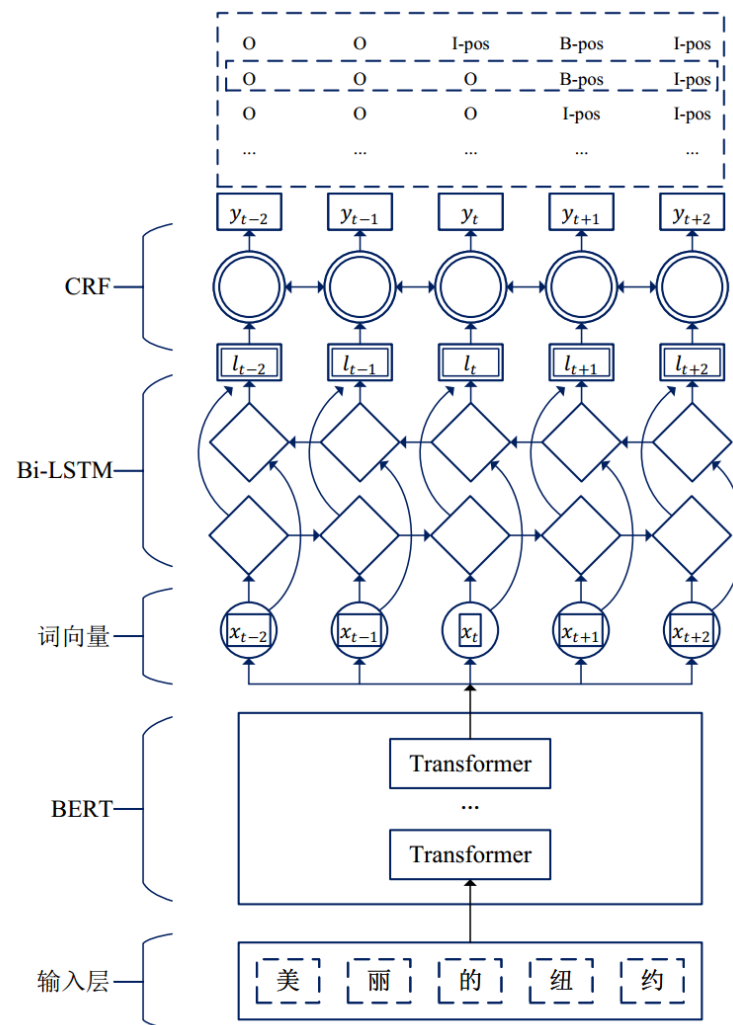 O O I-pos B-pos I-pos
O O O B-pos I-pos
O O O I-pos I-pos
... ... ... ... ...
y_{t-2} y_{t-1} y_t y_{t+1} y_{t+2}
CRF
l_{t-2} l_{t-1} l_t l_{t+1} l_{t+2}
Bi-LSTM
词向量
x_{t-2} x_{t-1} x_t x_{t+1} x_{t+2}
Transformer
...
BERT
Transformer
输入层
美 丽 的 纽 约